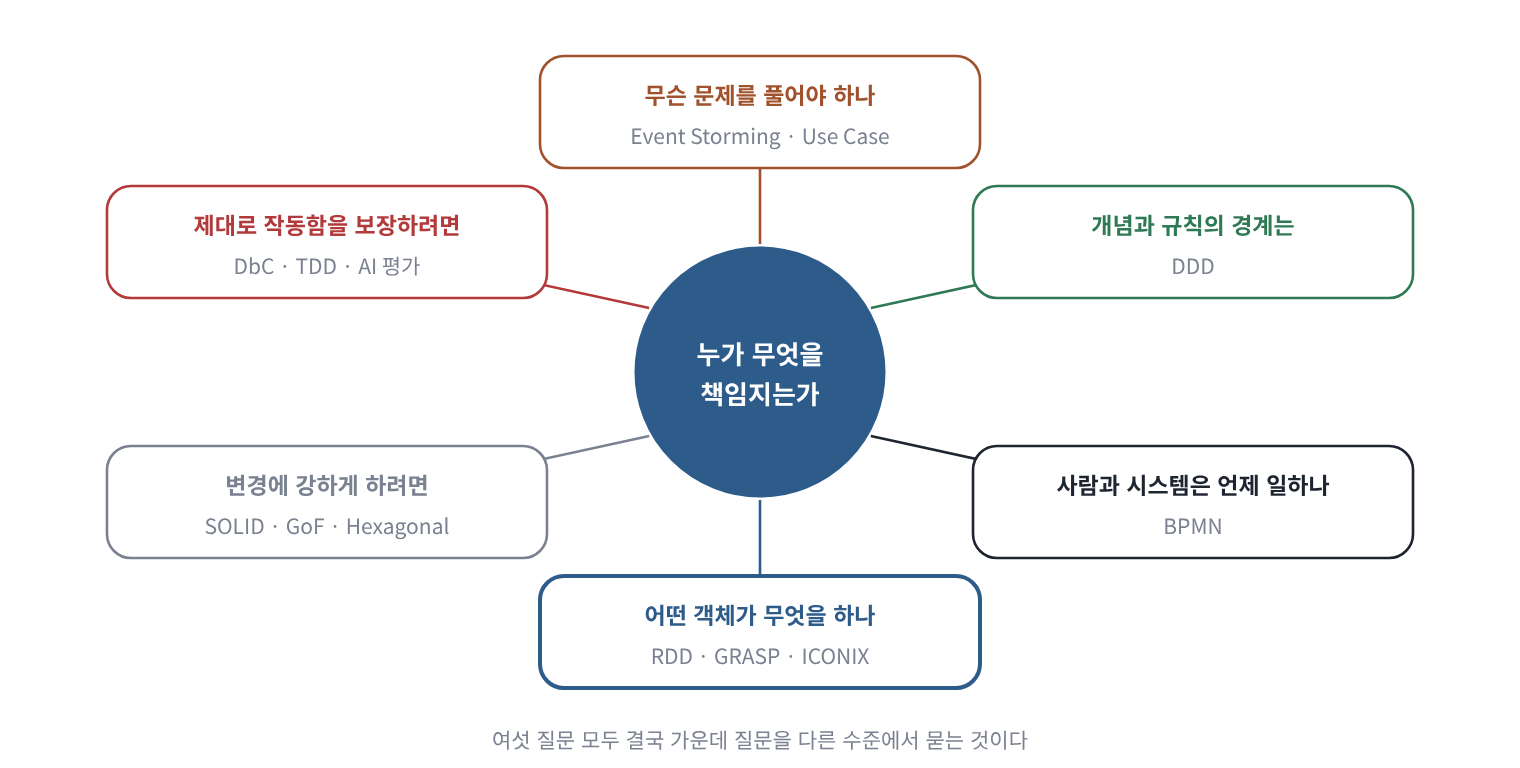 무슨 문제를 풀어야 하나
Event Storming · Use Case
제대로 작동함을 보장하려면
DbC · TDD · AI 평가
개념과 규칙의 경계는
DDD
누가 무엇을
책임지는가
변경에 강하게 하려면
SOLID · GoF · Hexagonal
사람과 시스템은 언제 일하나
BPMN
어떤 객체가 무엇을 하나
RDD · GRASP · ICONIX
여섯 질문 모두 결국 가운데 질문을 다른 수준에서 묻는 것이다